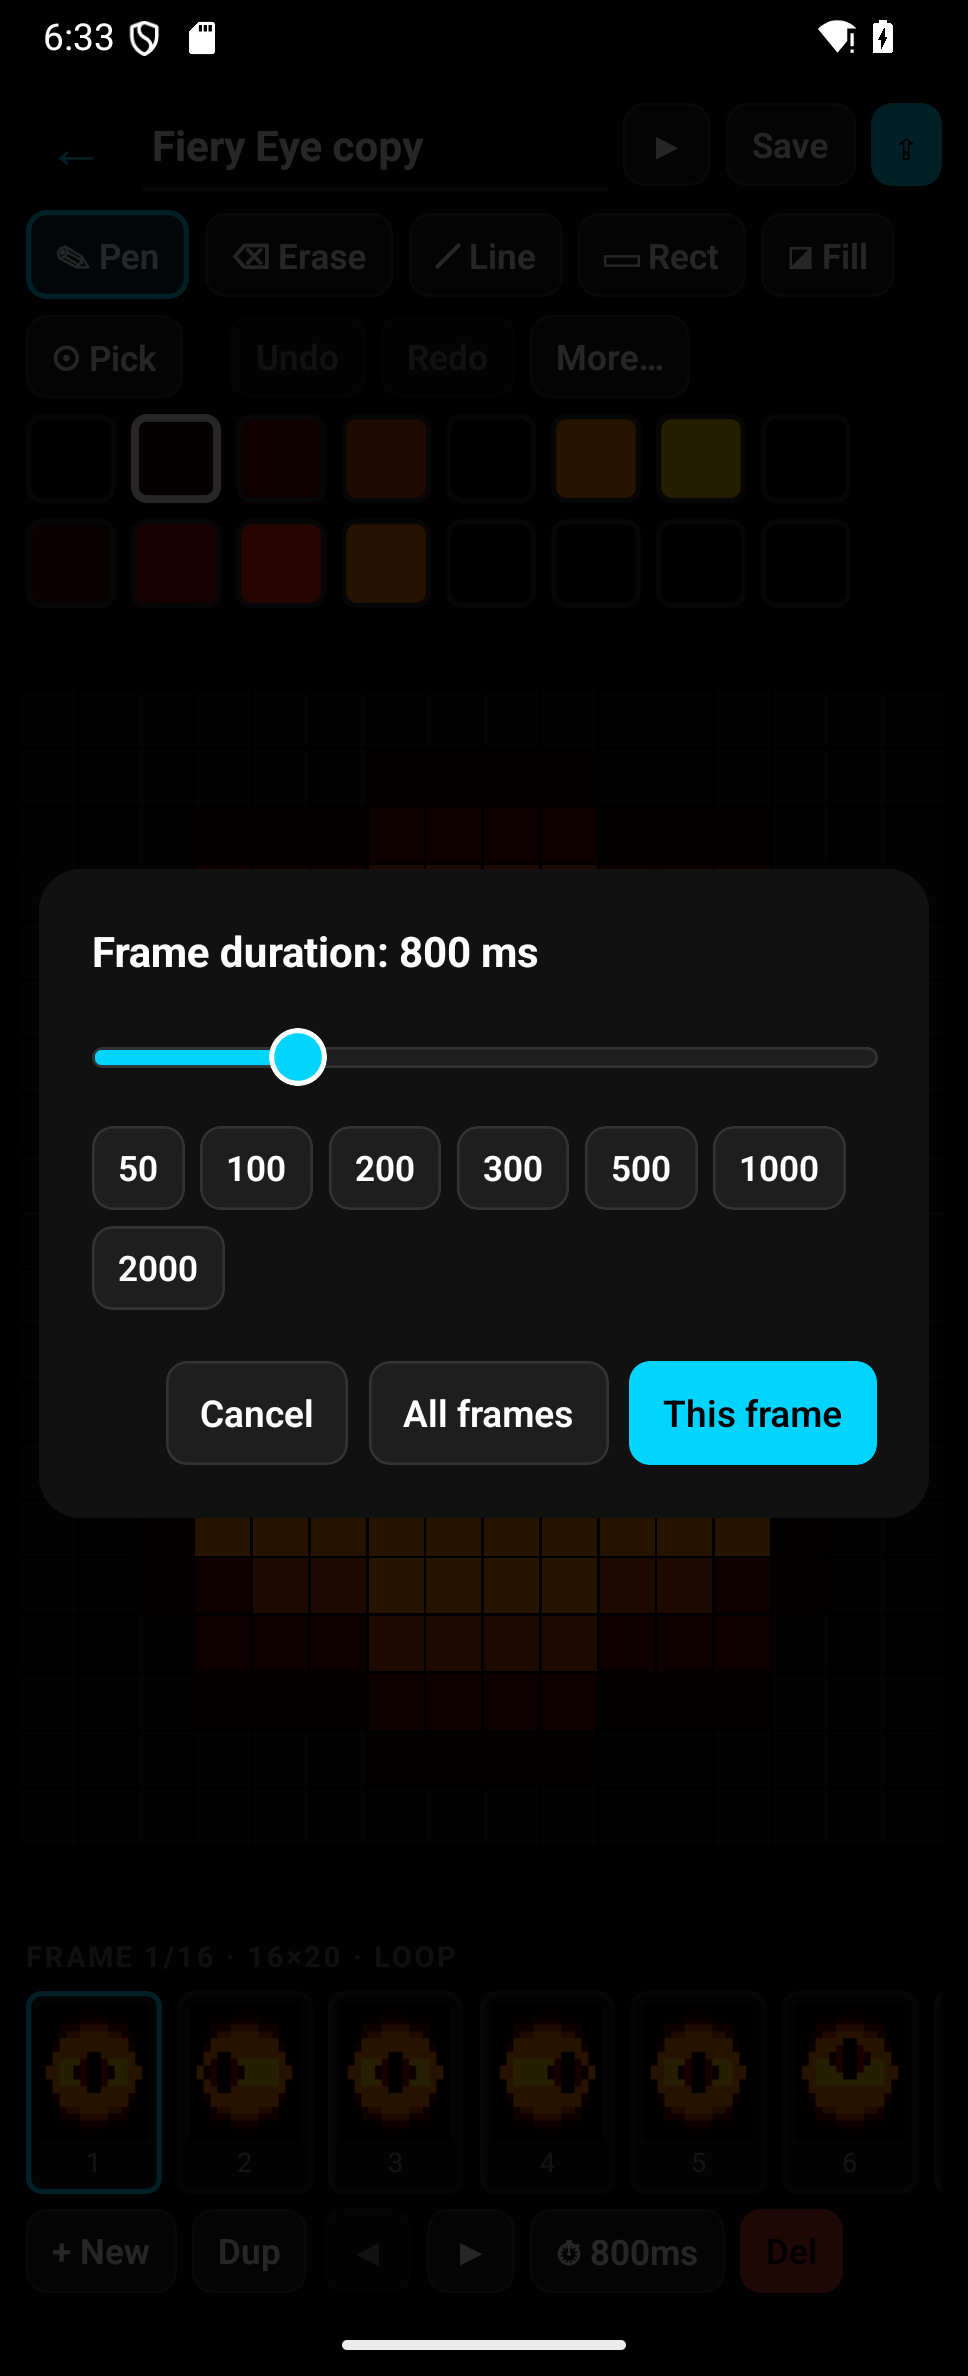 6:33
← Fiery Eye copy ▶ Save ⇪
✎ Pen ⌫ Erase ╱ Line ▭ Rect ◪ Fill
⊙ Pick Undo Redo More...
Frame duration: 800 ms
50 100 200 300 500 1000
2000
Cancel All frames This frame
FRAME 1/16 · 16×20 · LOOP
1 2 3 4 5 6
+ New Dup ◀ ▶ ⏱ 800ms Del